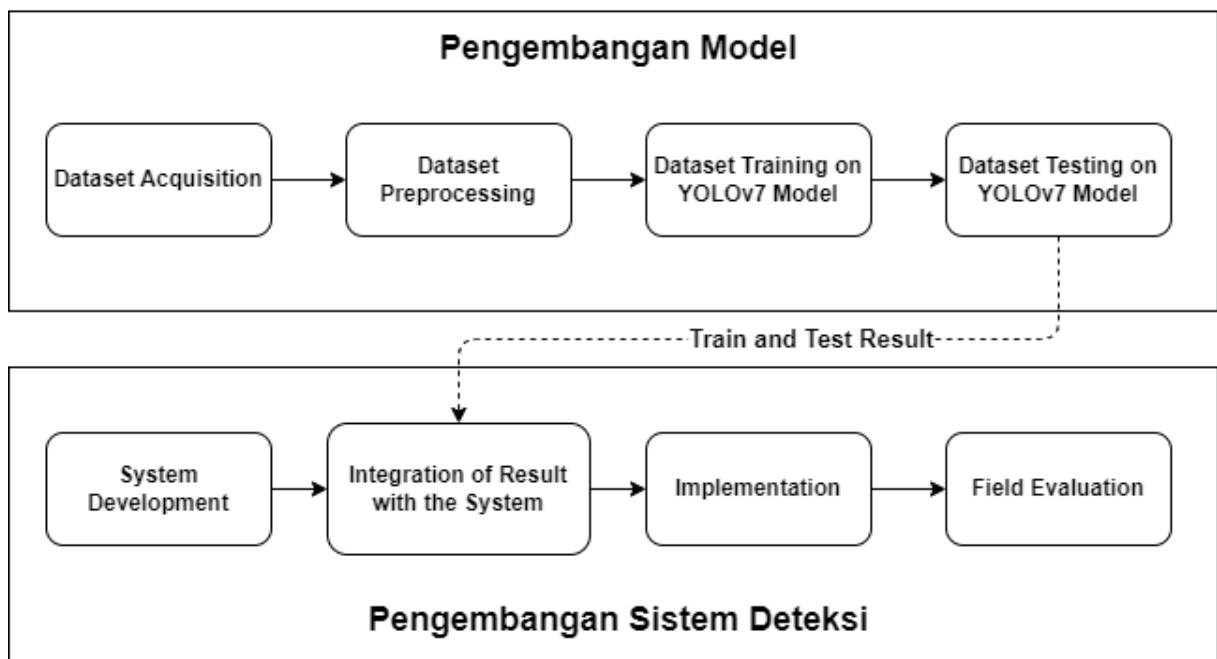 Pengembangan Model
Dataset Acquisition
Dataset
Preprocessing
Dataset Training on
YOLOv7 Model
Dataset Testing on
YOLOv7 Model
Train and Test Result
System
Development
Integration of Result
with the System
Implementation
Field Evaluation
Pengembangan Sistem Deteksi